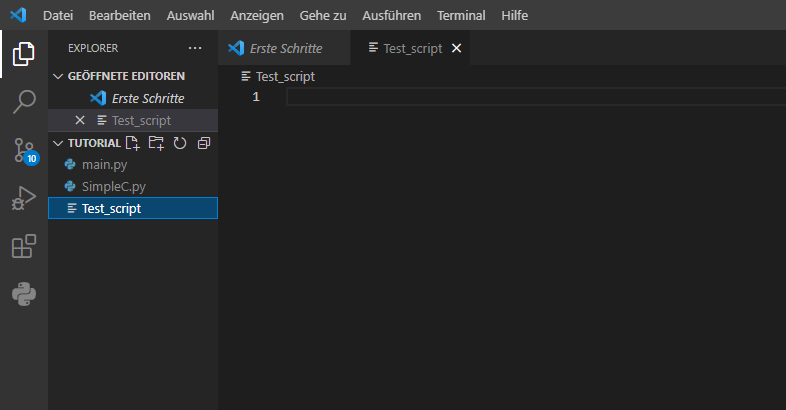 Datei Bearbeiten Auswahl Anzeigen Gehe zu Ausführen Terminal Hilfe
EXPLORER ···
GEÖFFNETE EDITOREN
Erste Schritte
Test_script
TUTORIAL
main.py
SimpleC.py
Test_script
10
Erste Schritte Test_script
Test_script
1